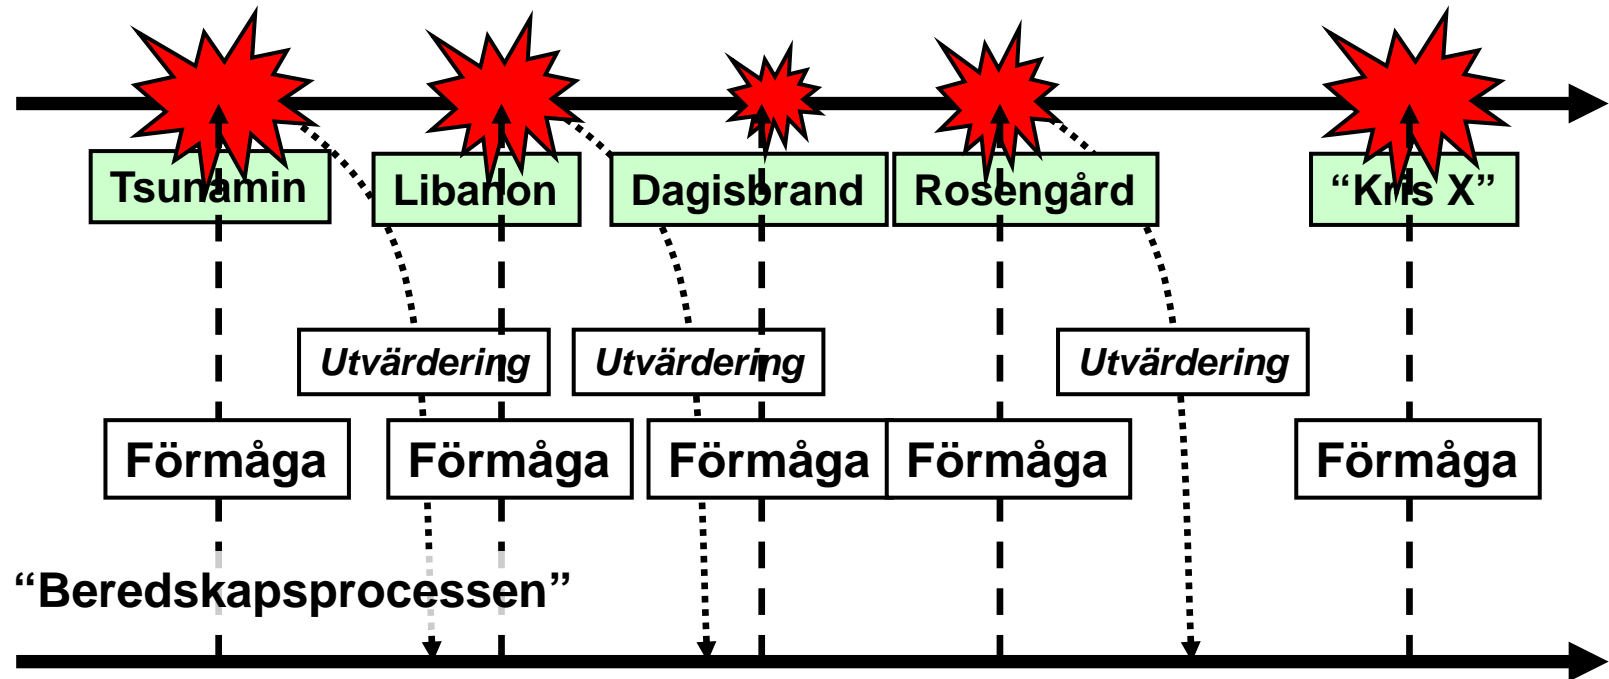 Tsunamin
Libanon
Dagisbrand
Rosengård
“Kris X”
Utvärdering
Utvärdering
Utvärdering
Förmåga
Förmåga
Förmåga
Förmåga
Förmåga
“Beredskapsprocessen”